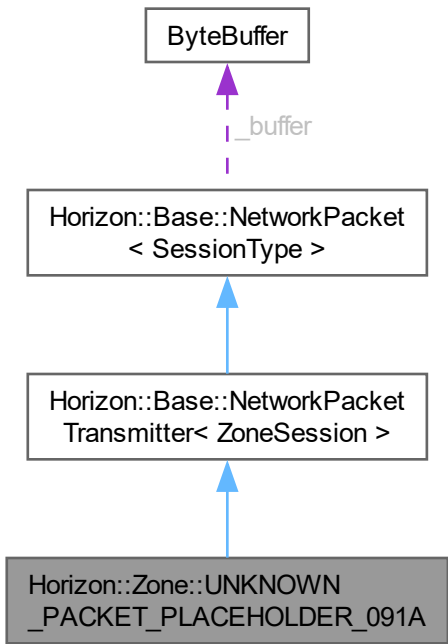 ByteBuffer
_buffer
Horizon::Base::NetworkPacket
< SessionType >
Horizon::Base::NetworkPacket
Transmitter< ZoneSession >
Horizon::Zone::UNKNOWN
_PACKET_PLACEHOLDER_091A